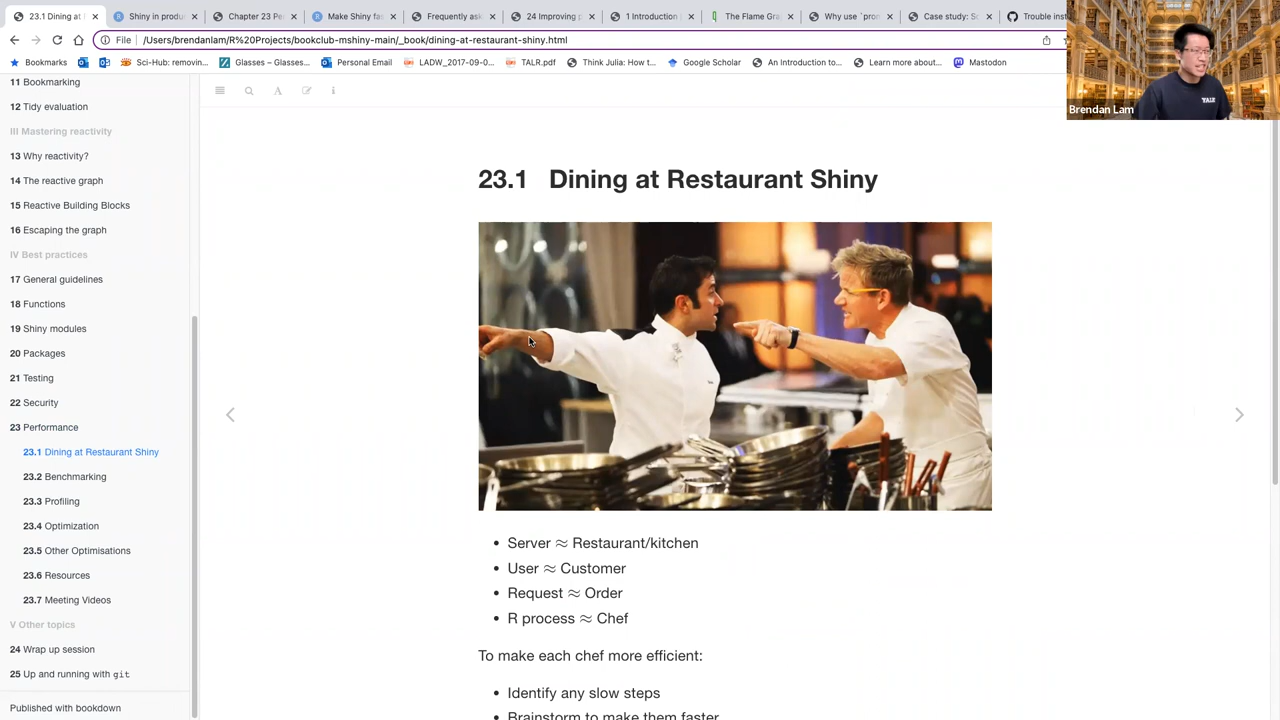 23.1 Dining at
Shiny in produ
Chapter 23 Pe
Make Shiny fa
Frequently ask
24 Improving p
1 Introduction
The Flame Gra
Why use `pro
Case study: S
Trouble inst
File
/Users/brendanlam/R%20Projects/bookclub-mshiny-main/_book/dining-at-restaurant-shiny.html
Bookmarks
Sci-Hub: removin...
Glasses – Glasses...
Personal Email
LADW_2017-09-0...
TALR.pdf
Think Julia: How t...
Google Scholar
An Introduction to...
Learn more about...
Mastodon
YALE
Brendan Lam
11 Bookmarking
12 Tidy evaluation
III Mastering reactivity
13 Why reactivity?
14 The reactive graph
15 Reactive Building Blocks
16 Escaping the graph
IV Best practices
17 General guidelines
18 Functions
19 Shiny modules
20 Packages
21 Testing
22 Security
23 Performance
23.1 Dining at Restaurant Shiny
23.2 Benchmarking
23.3 Profiling
23.4 Optimization
23.5 Other Optimisations
23.6 Resources
23.7 Meeting Videos
V Other topics
24 Wrap up session
25 Up and running with git
Published with bookdown
23.1 Dining at Restaurant Shiny
• Server ≈ Restaurant/kitchen
• User ≈ Customer
• Request ≈ Order
• R process ≈ Chef
To make each chef more efficient:
• Identify any slow steps
• Brainstorm to make them faster